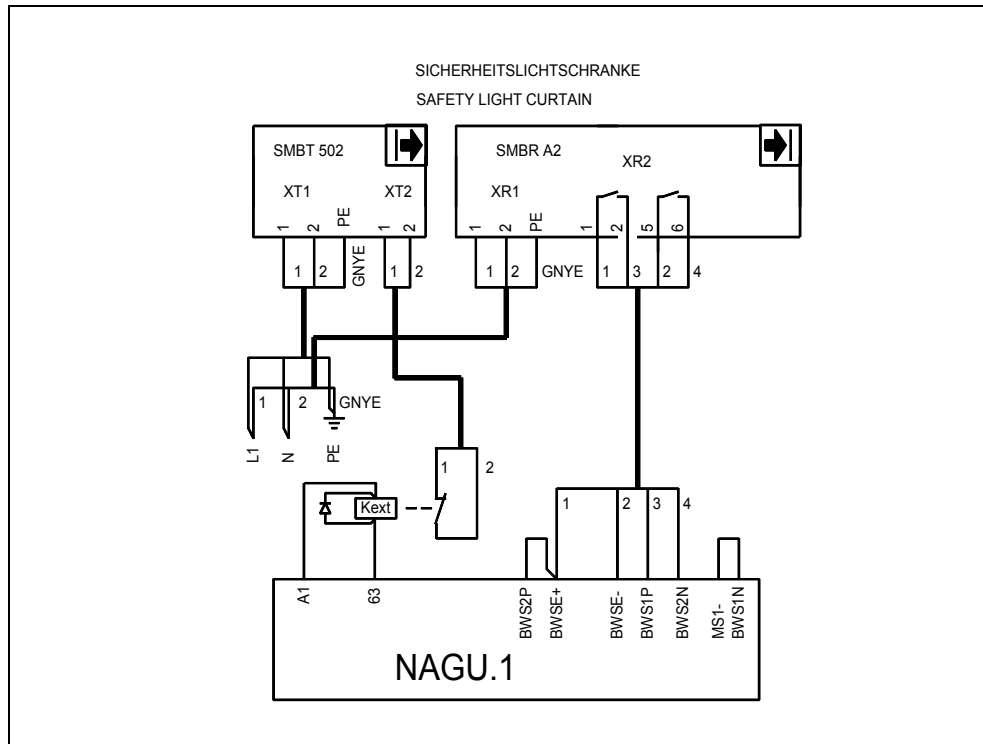 SICHERHEITSLICHTSCHRANKE
SAFETY LIGHT CURTAIN
SMBT 502
XT1
XT2
1
2
PE
1
2
SMBR A2
XR1
XR2
1
2
PE
1
2
5
6
1
2
GNYE
1
2
1
2
GNYE
1
3
2
4
1
2
GNYE
L1
N
PE
1
2
Kext
1
2
3
4
A1
63
BWS2P
BWSE+
BWSE-
BWS1P
BWS2N
MS1-
BWS1N
NAGU.1